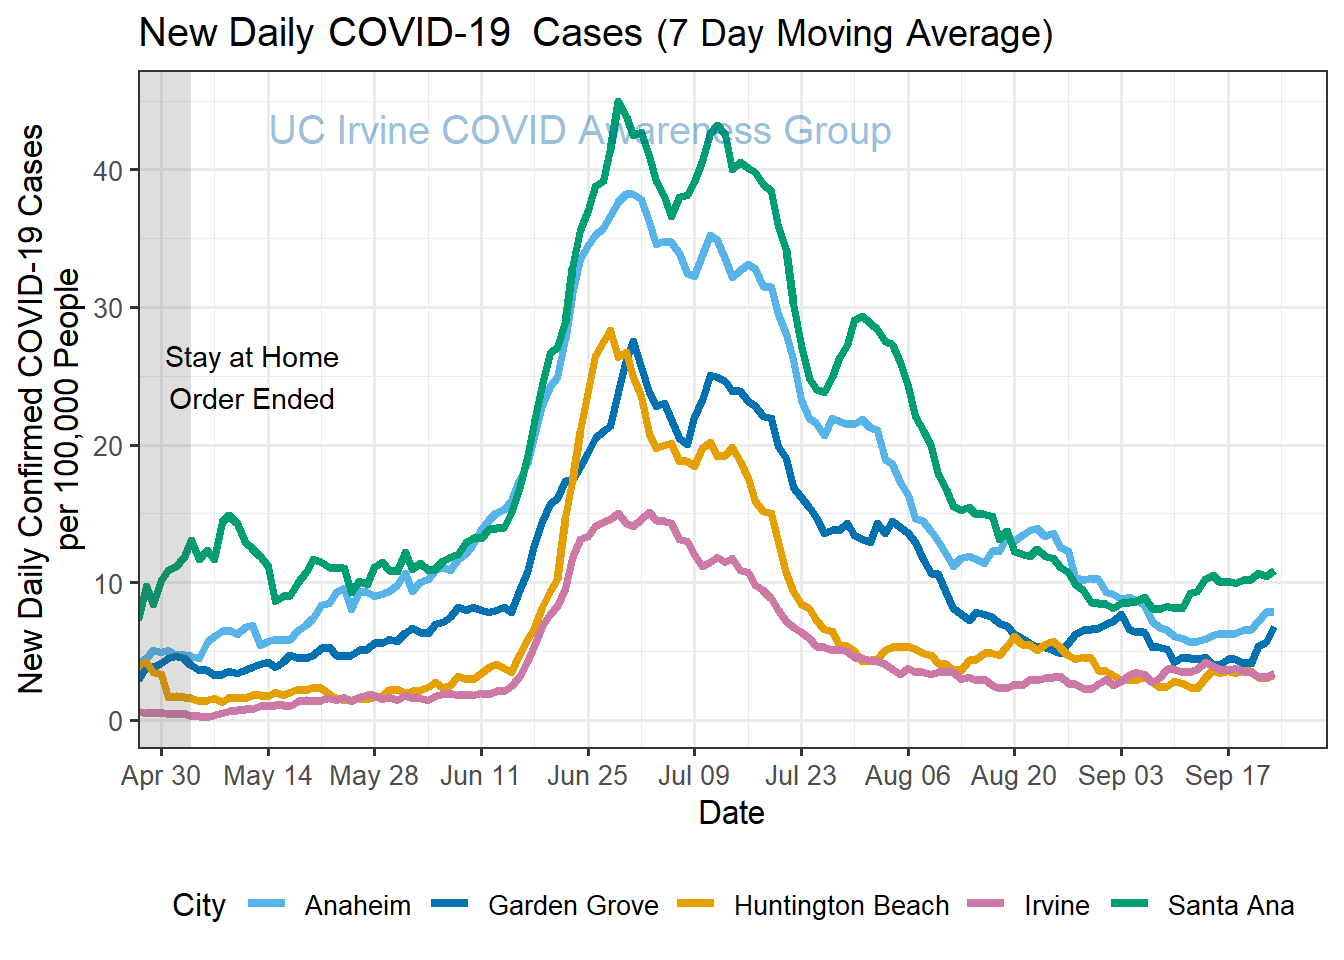 New Daily COVID-19 Cases (7 Day Moving Average)
UC Irvine COVID Awareness Group
New Daily Confirmed COVID-19 Cases
per 100,000 People
40
30
20
10
0
Stay at Home
Order Ended
Apr 30 May 14 May 28 Jun 11 Jun 25 Jul 09 Jul 23 Aug 06 Aug 20 Sep 03 Sep 17
Date
City Anaheim Garden Grove Huntington Beach Irvine Santa Ana